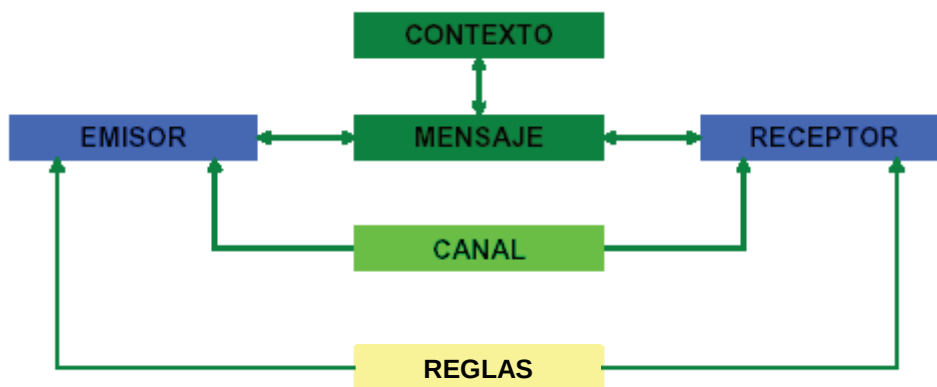 CONTEXTO
EMISOR
MENSAJE
RECEPTOR
CANAL
REGLAS